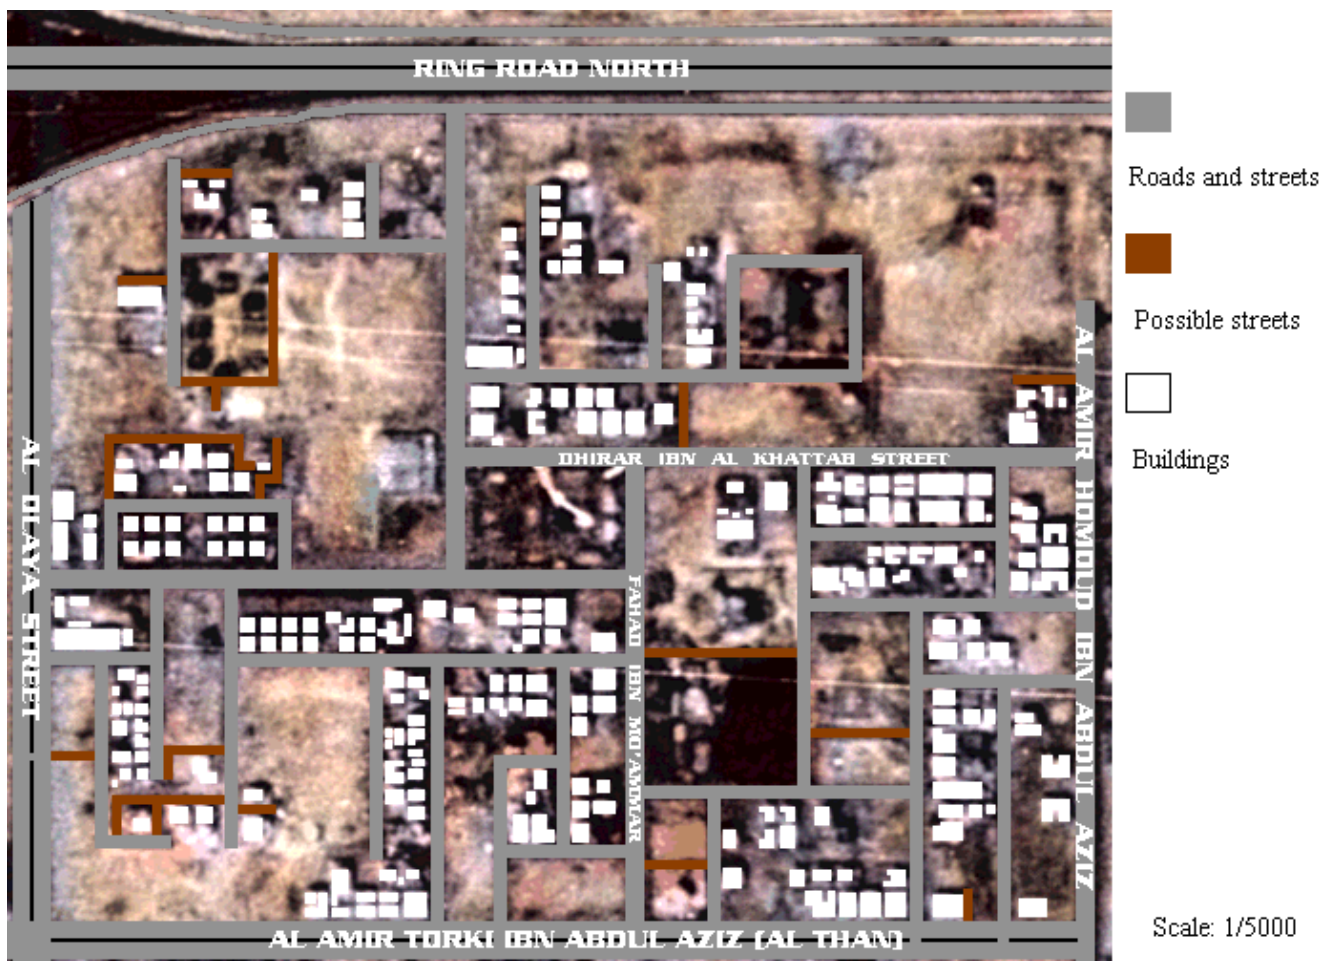 RING ROAD NORTH
Roads and streets
Possible streets
Buildings
AL OLAYA STREET
DHIRAR IBN AL KHATTAB STREET
AL AMIR HOMOUD IBN ABDUL AZIZ
FAHAD IBN MO'AMMAR
AL AMIR TORKI IBN ABDUL AZIZ (AL THANI)
Scale: 1/5000